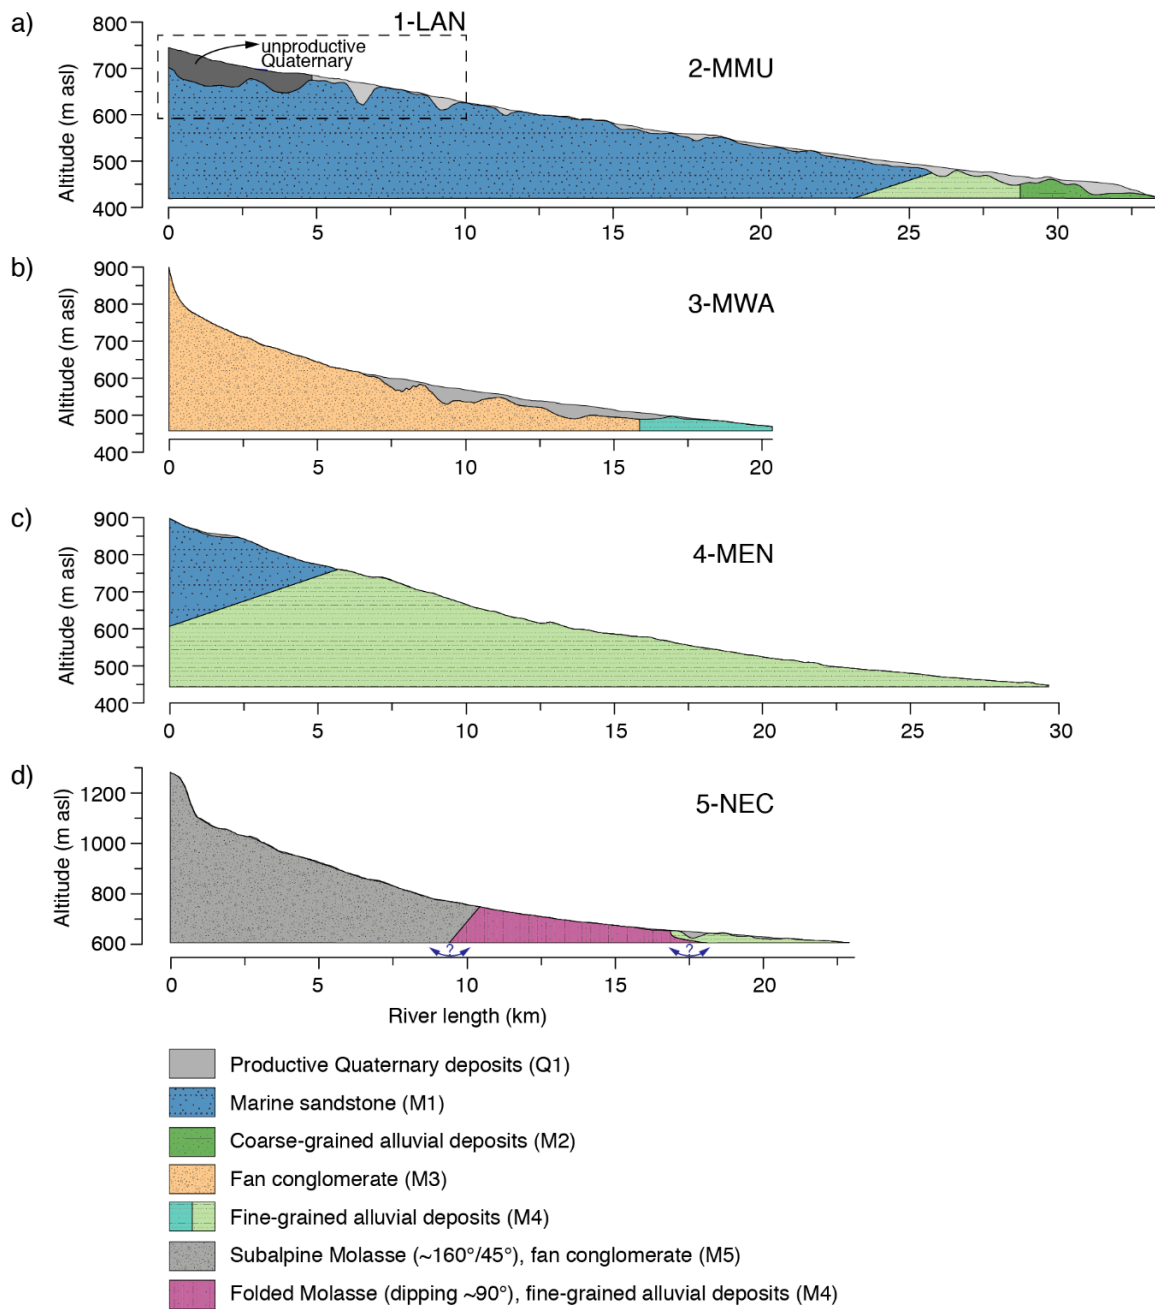 a)
1-LAN
unproductive
Quaternary
2-MMU
Altitude (m asl)
800
700
600
500
400
0 5 10 15 20 25 30
b)
3-MWA
Altitude (m asl)
900
800
700
600
500
400
0 5 10 15 20
c)
4-MEN
Altitude (m asl)
900
800
700
600
500
400
0 5 10 15 20 25 30
d)
5-NEC
Altitude (m asl)
1200
1000
800
600
? ?
0 5 10 15 20
River length (km)
Productive Quaternary deposits (Q1)
Marine sandstone (M1)
Coarse-grained alluvial deposits (M2)
Fan conglomerate (M3)
Fine-grained alluvial deposits (M4)
Subalpine Molasse (~160°/45°), fan conglomerate (M5)
Folded Molasse (dipping ~90°), fine-grained alluvial deposits (M4)